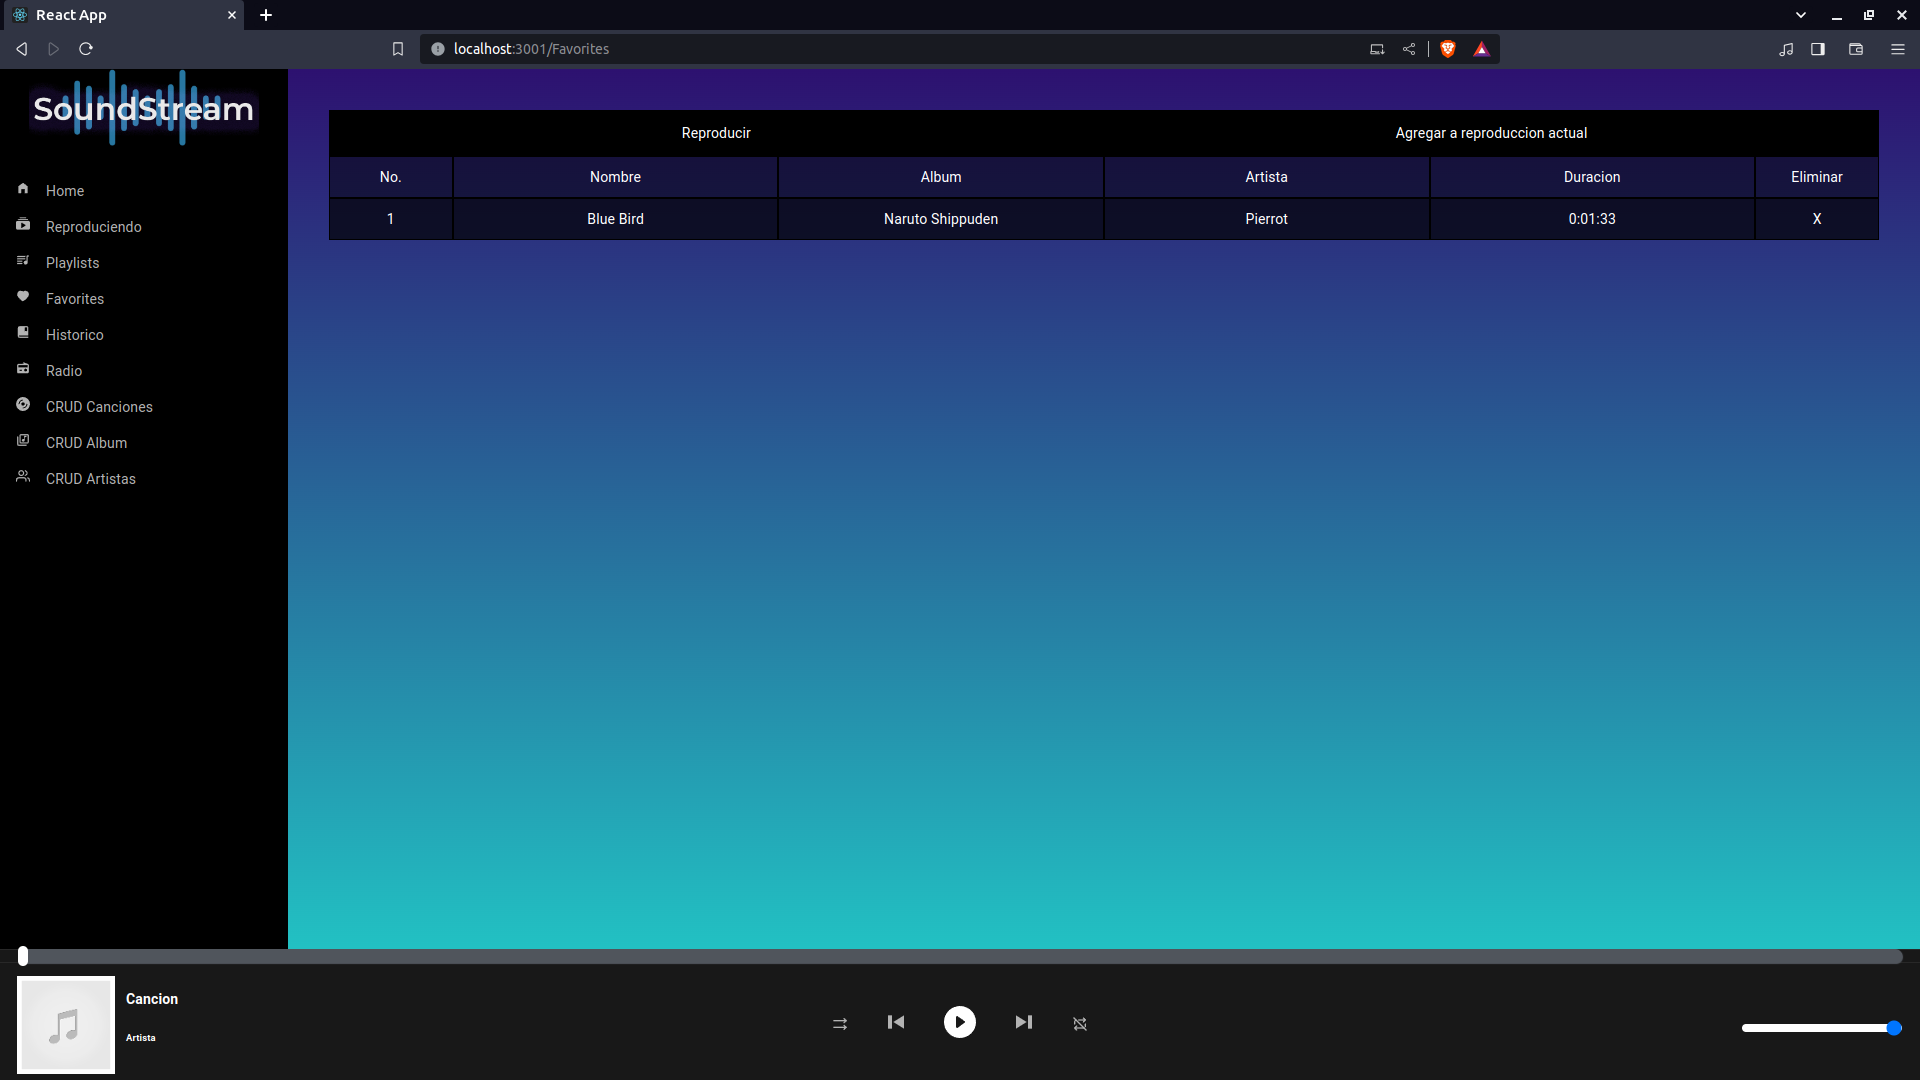 React App
localhost:3001/Favorites
SoundStream
Home
Reproduciendo
Playlists
Favorites
Historico
Radio
CRUD Canciones
CRUD Album
CRUD Artistas
Reproducir Agregar a reproduccion actual
No. Nombre Album Artista Duracion Eliminar
1 Blue Bird Naruto Shippuden Pierrot 0:01:33 X
Cancion
Artista